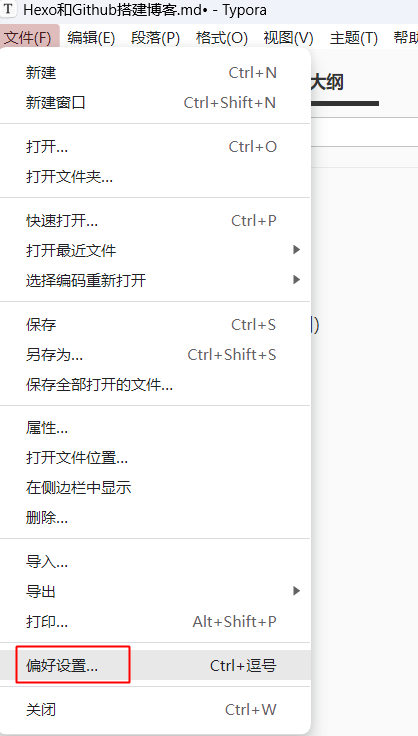 T Hexo和Github搭建博客.md• - Typora
文件(F) 编辑(E) 段落(P) 格式(O) 视图(V) 主题(T) 帮助
大纲
新建 Ctrl+N
新建窗口 Ctrl+Shift+N
打开... Ctrl+O
打开文件夹...
快速打开... Ctrl+P
打开最近文件
选择编码重新打开
保存 Ctrl+S
另存为... Ctrl+Shift+S
保存全部打开的文件...
属性...
打开文件位置...
在侧边栏中显示
删除...
导入...
导出
打印... Alt+Shift+P
偏好设置... Ctrl+逗号
关闭 Ctrl+W